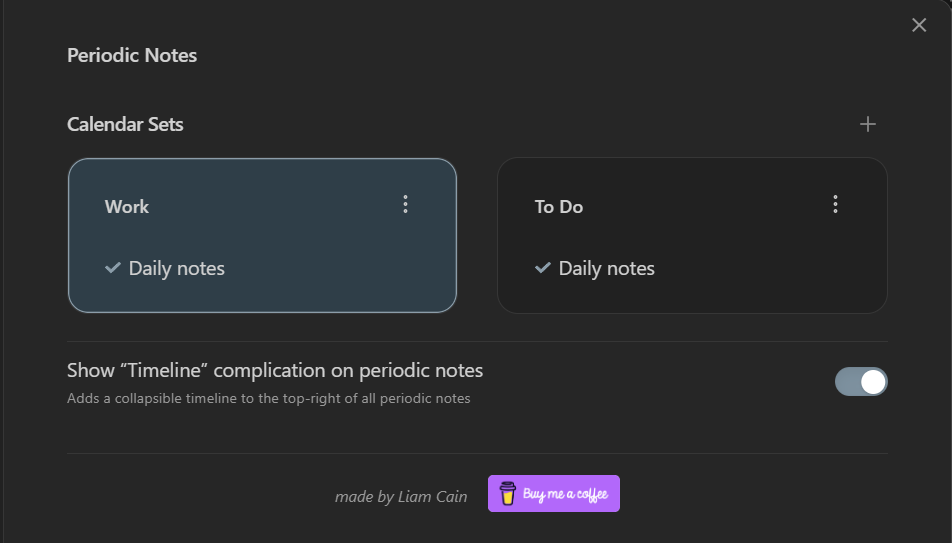 Periodic Notes
Calendar Sets
Work
Daily notes
To Do
Daily notes
Show “Timeline” complication on periodic notes
Adds a collapsible timeline to the top-right of all periodic notes
made by Liam Cain
Buy me a coffee